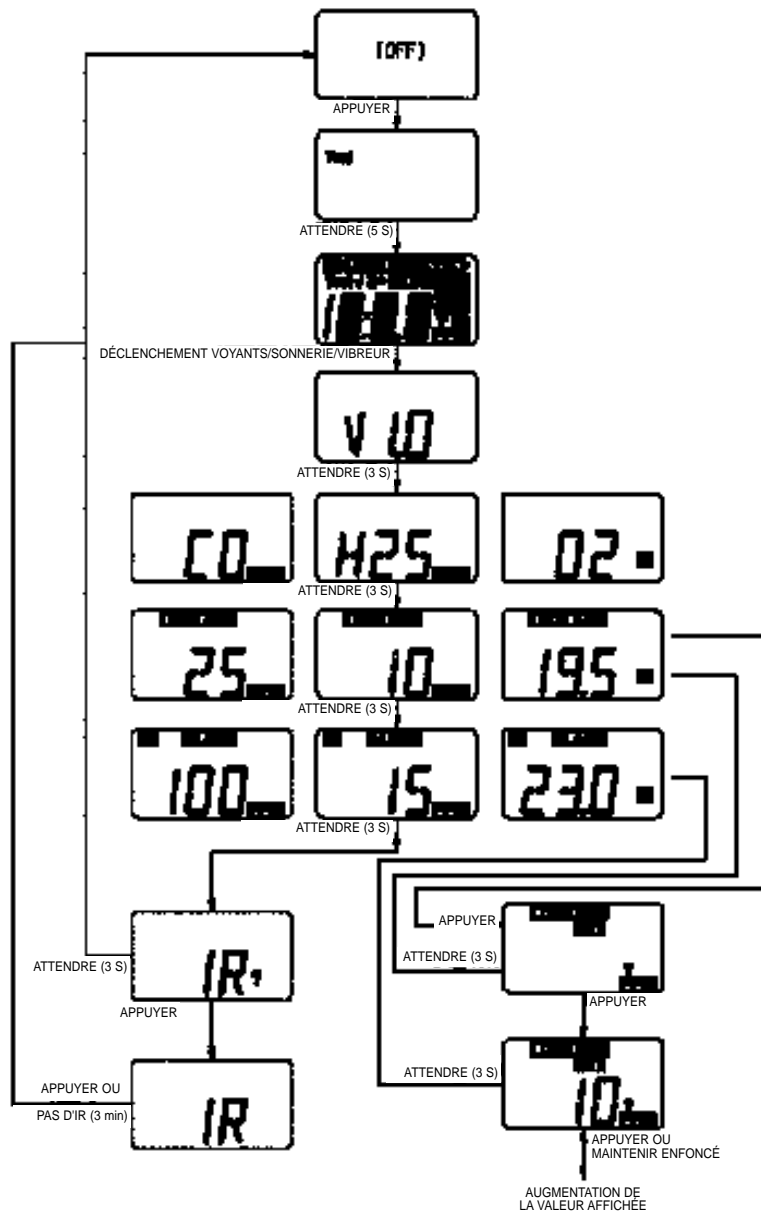 [OFF]
APPUYER
Test
ATTENDRE (5 S)
DÉCLENCHEMENT VOYANTS/SONNERIE/VIBREUR
V 1.0
ATTENDRE (3 S)
CO
H2S
O2
ATTENDRE (3 S)
25
10
19.5
ATTENDRE (3 S)
100
15
23.0
ATTENDRE (3 S)
APPUYER
ATTENDRE (3 S)
ATTENDRE (3 S)
IR?
APPUYER
APPUYER
ATTENDRE (3 S)
10
APPUYER OU
PAS D'IR (3 min)
IR
APPUYER OU
MAINTENIR ENFONCÉ
AUGMENTATION DE
LA VALEUR AFFICHÉE